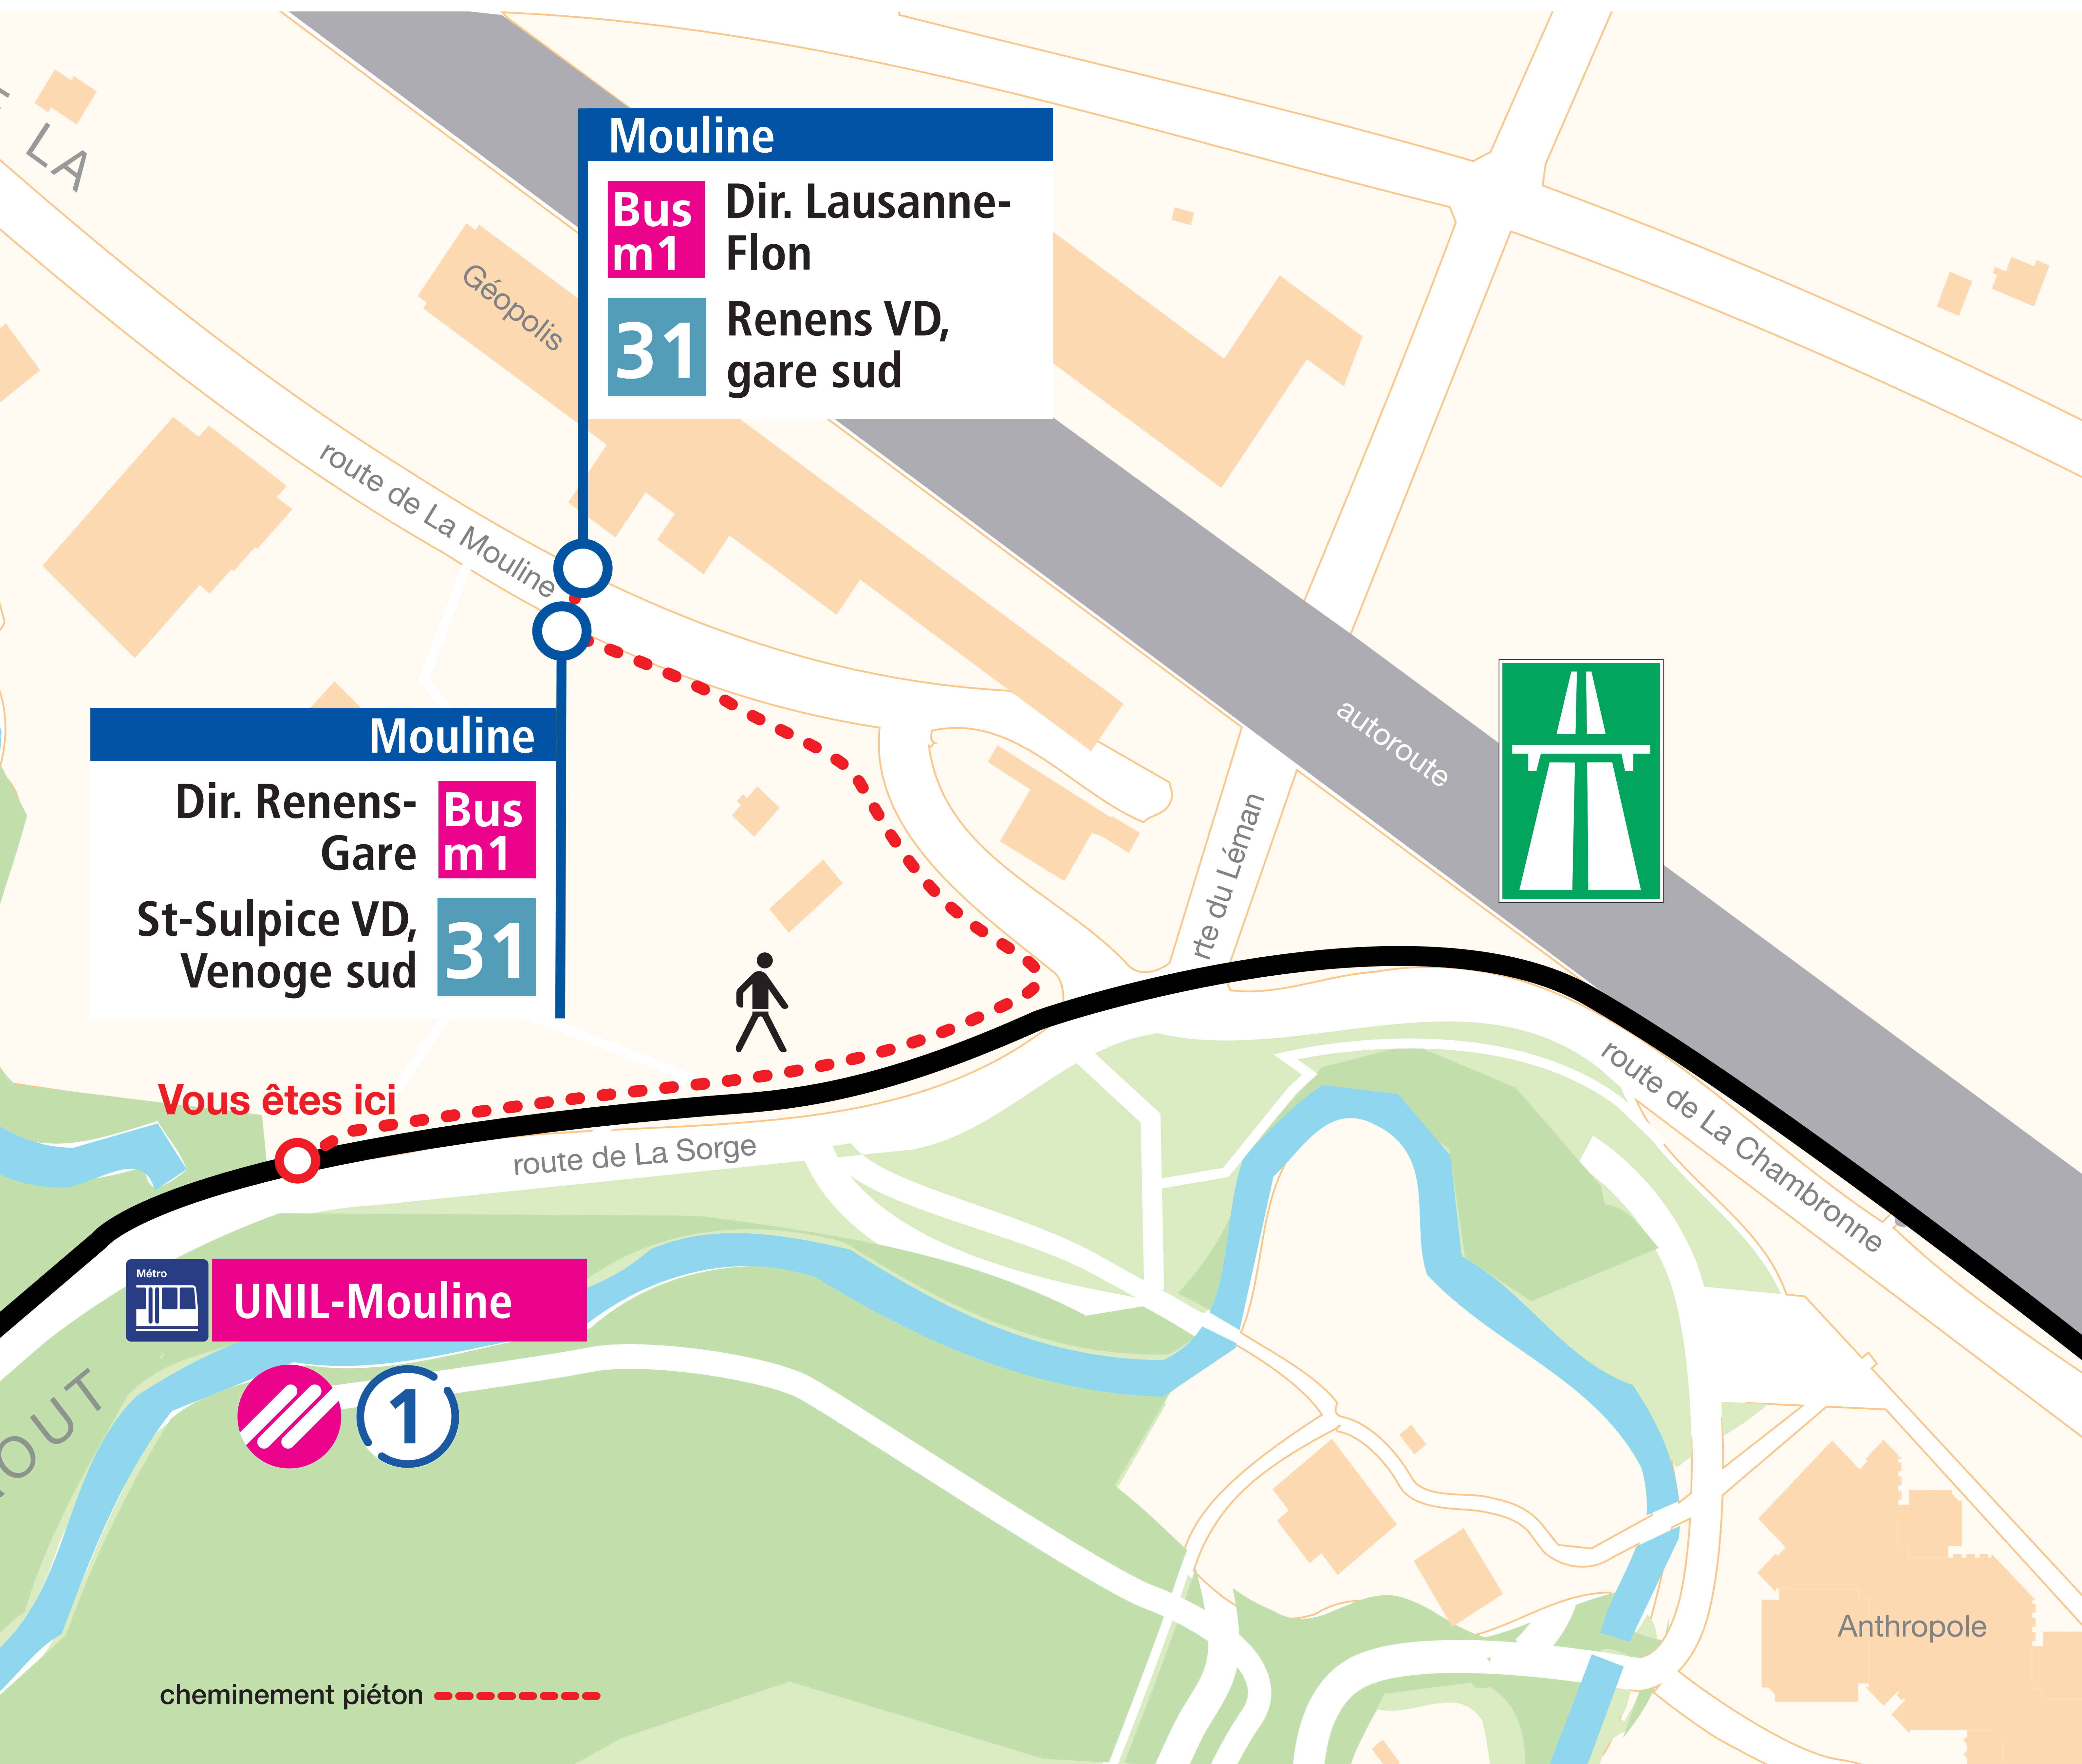 LA
Mouline
Bus
m1
Dir. Lausanne-
Flon
31
Renens VD,
gare sud
Géopolis
route de La Mouline
Mouline
Dir. Renens-
Gare
Bus
m1
St-Sulpice VD,
Venoge sud
31
autoroute
rte du Léman
Vous êtes ici
route de La Sorge
route de La Chambronne
Métro
UNIL-Mouline
1
Anthropole
cheminement piéton